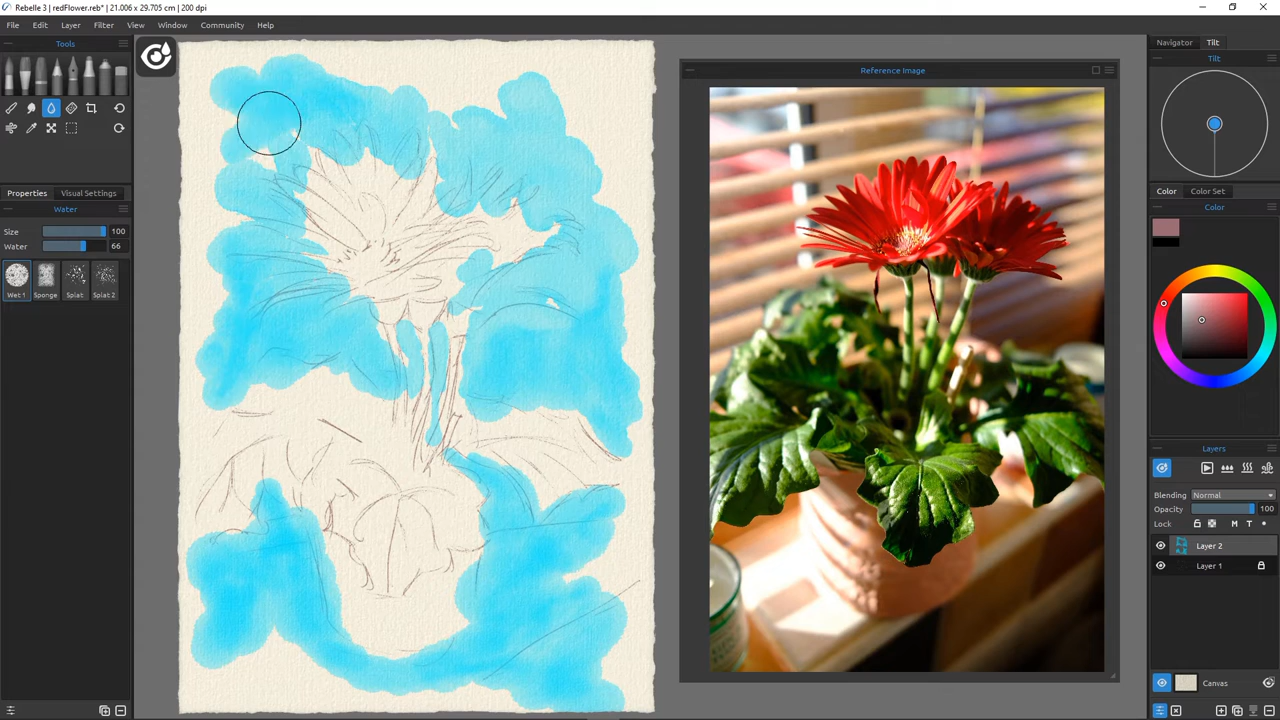 Rebelle 3 | redFlower.reb* | 21.006 x 29.705 cm | 200 dpi
File Edit Layer Filter View Window Community Help
Tools
Properties Visual Settings
Water
Size 100
Water 66
Wet 1 Sponge Splat Splat 2
Reference Image
Navigator Tilt
Tilt
Color Color Set
Color
Layers
Blending Normal
Opacity 100
Lock M T
Layer 2
Layer 1
Canvas